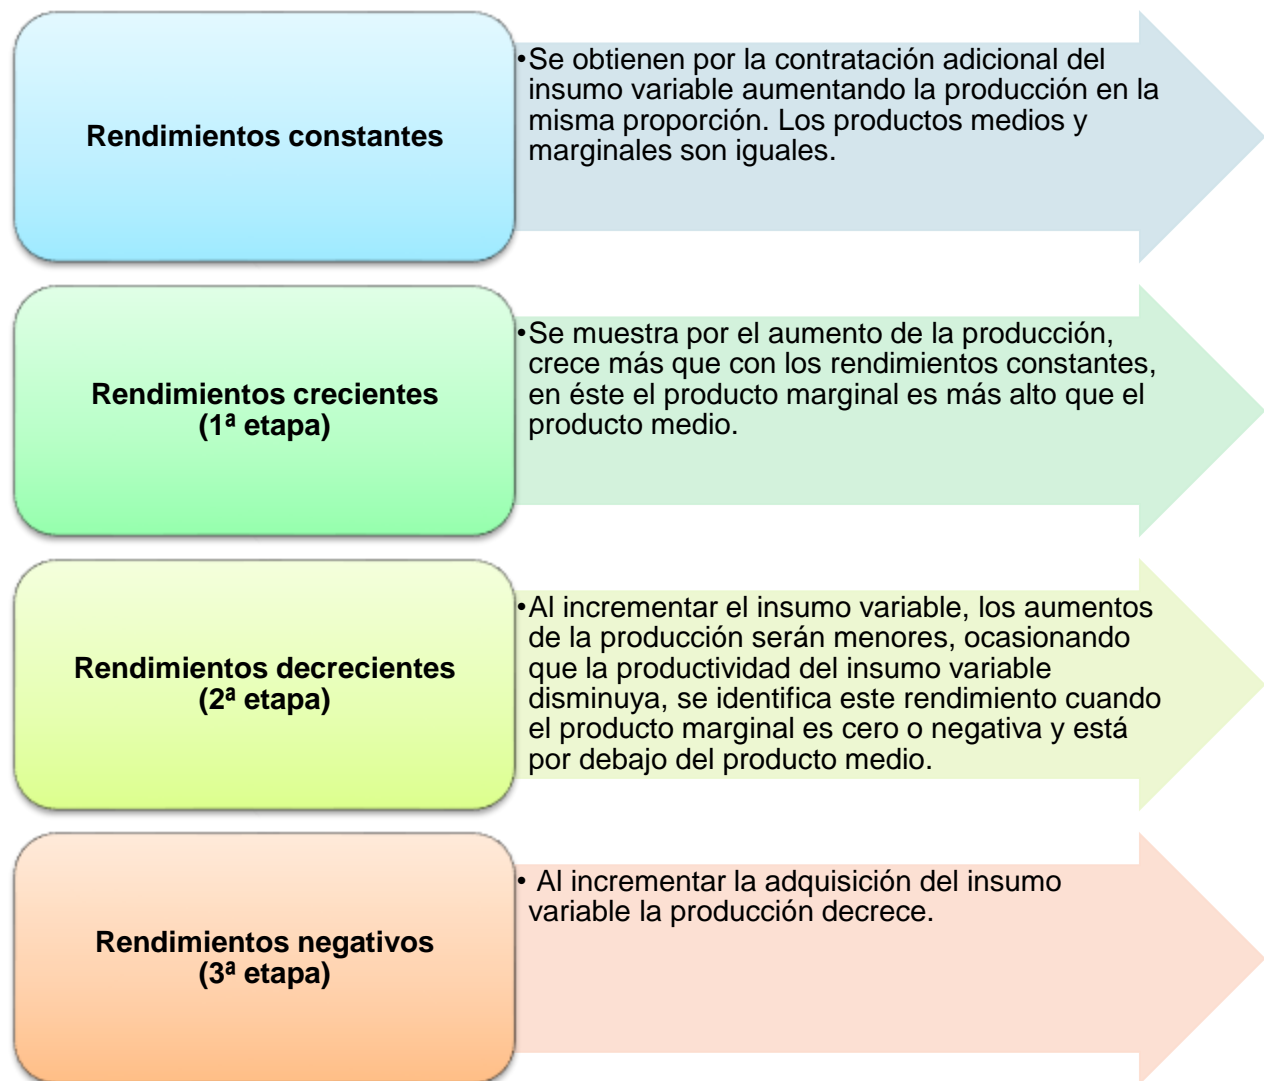 Rendimientos constantes
•Se obtienen por la contratación adicional del
insumo variable aumentando la producción en la
misma proporción. Los productos medios y
marginales son iguales.
Rendimientos crecientes
(1ª etapa)
•Se muestra por el aumento de la producción,
crece más que con los rendimientos constantes,
en éste el producto marginal es más alto que el
producto medio.
Rendimientos decrecientes
(2ª etapa)
•Al incrementar el insumo variable, los aumentos
de la producción serán menores, ocasionando
que la productividad del insumo variable
disminuya, se identifica este rendimiento cuando
el producto marginal es cero o negativa y está
por debajo del producto medio.
Rendimientos negativos
(3ª etapa)
• Al incrementar la adquisición del insumo
variable la producción decrece.